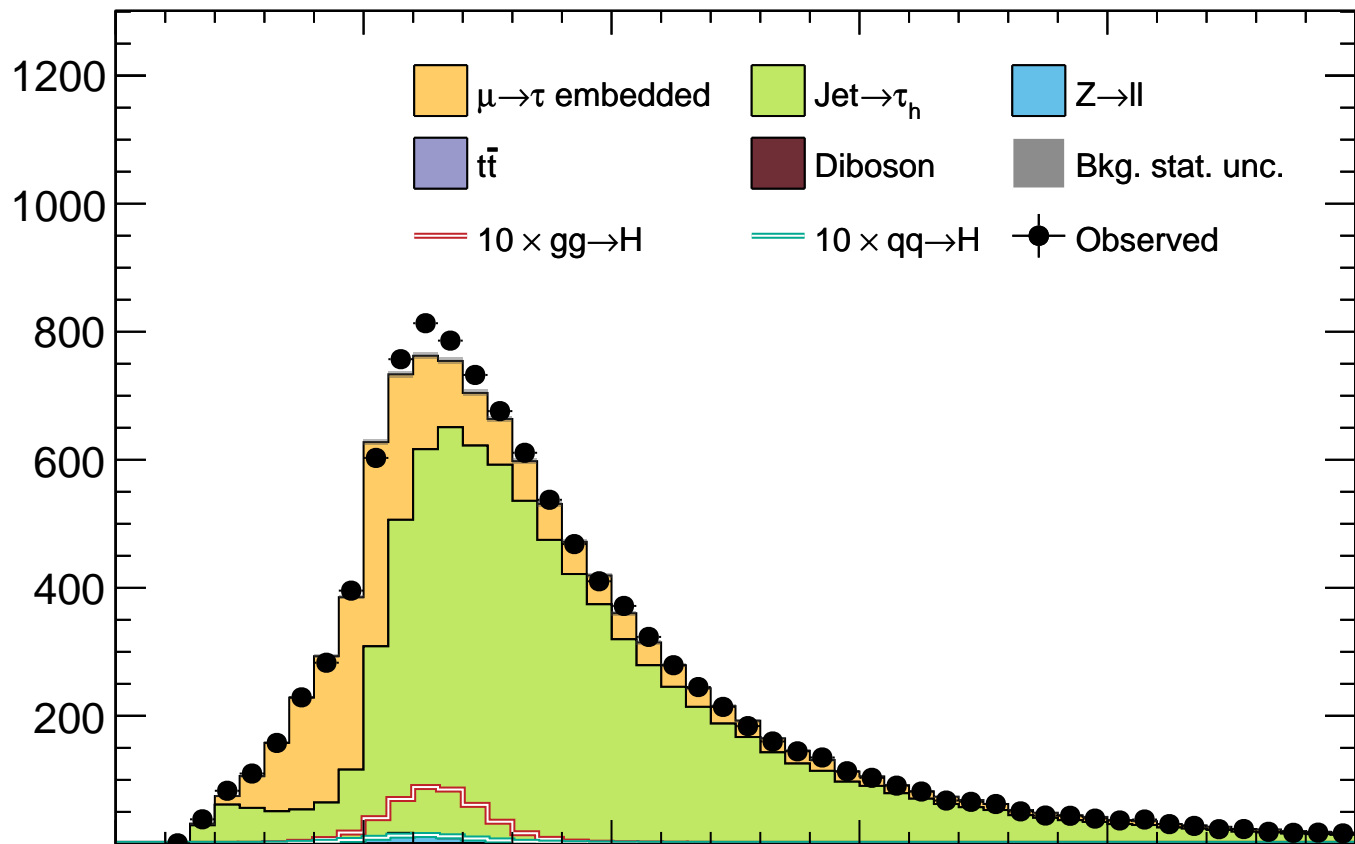 1200
μ→τ embedded Jet→τh Z→ll
tt̄ Diboson Bkg. stat. unc.
1000
10 × gg→H 10 × qq→H Observed
800
600
400
200